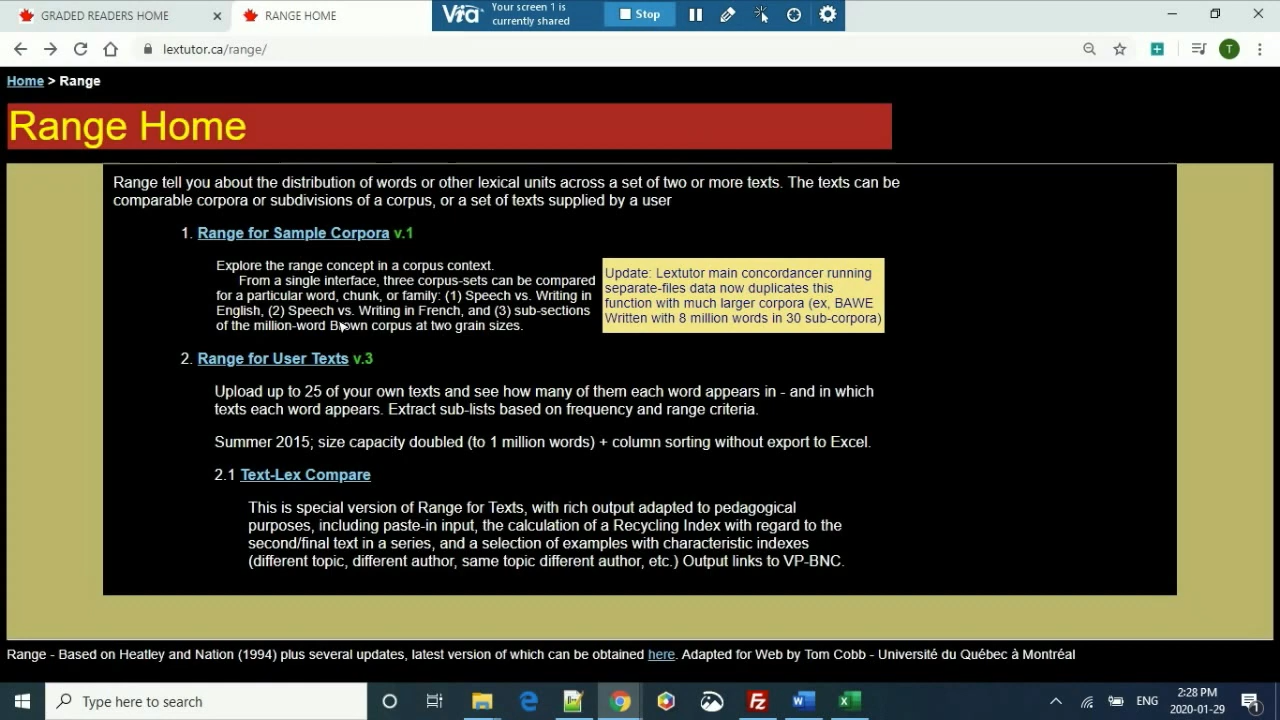 GRADED READERS HOME
RANGE HOME
Via
Your screen 1 is
currently shared
Stop
lextutor.ca/range/
T
Home > Range
Range Home
Range tell you about the distribution of words or other lexical units across a set of two or more texts. The texts can be
comparable corpora or subdivisions of a corpus, or a set of texts supplied by a user
1. Range for Sample Corpora v.1
Explore the range concept in a corpus context.
From a single interface, three corpus-sets can be compared
for a particular word, chunk, or family: (1) Speech vs. Writing in
English, (2) Speech vs. Writing in French, and (3) sub-sections
of the million-word Brown corpus at two grain sizes.
Update: Lextutor main concordancer running
separate-files data now duplicates this
function with much larger corpora (ex, BAWE
Written with 8 million words in 30 sub-corpora)
2. Range for User Texts v.3
Upload up to 25 of your own texts and see how many of them each word appears in - and in which
texts each word appears. Extract sub-lists based on frequency and range criteria.
Summer 2015; size capacity doubled (to 1 million words) + column sorting without export to Excel.
2.1 Text-Lex Compare
This is special version of Range for Texts, with rich output adapted to pedagogical
purposes, including paste-in input, the calculation of a Recycling Index with regard to the
second/final text in a series, and a selection of examples with characteristic indexes
(different topic, different author, same topic different author, etc.) Output links to VP-BNC.
Range - Based on Heatley and Nation (1994) plus several updates, latest version of which can be obtained here. Adapted for Web by Tom Cobb - Université du Québec à Montréal
Type here to search
ENG
2:28 PM
2020-01-29
1